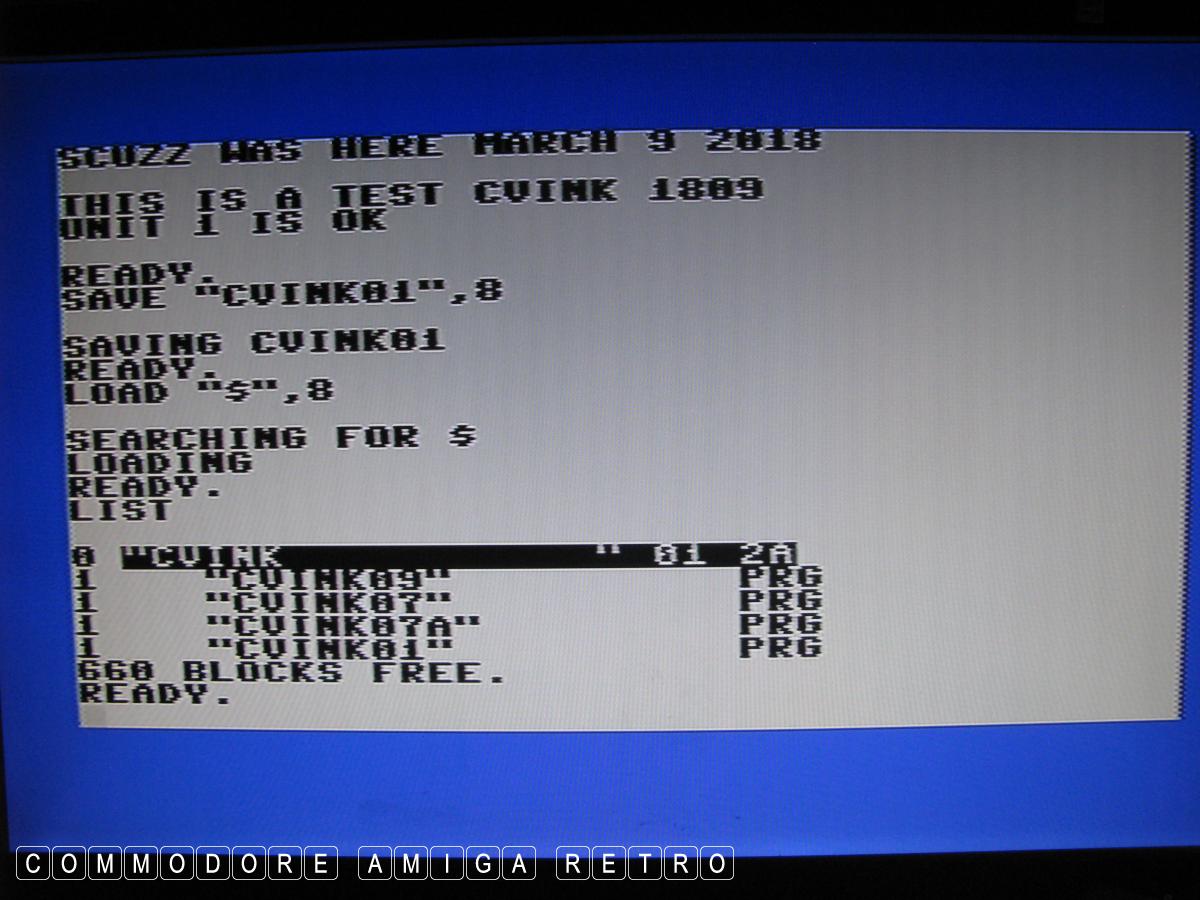 SCUZZ WAS HERE MARCH 9 2018
THIS IS A TEST CVINK 1809
UNIT 1 IS OK
READY.
SAVE "CVINK01",8
SAVING CVINK01
READY.
LOAD "$",8
SEARCHING FOR $
LOADING
READY.
LIST
0 "CVINK           " 01 2A
1    "CVINK09"          PRG
1    "CVINK07"          PRG
1    "CVINK07A"         PRG
1    "CVINK01"          PRG
660 BLOCKS FREE.
READY.
COMMODORE AMIGA RETRO